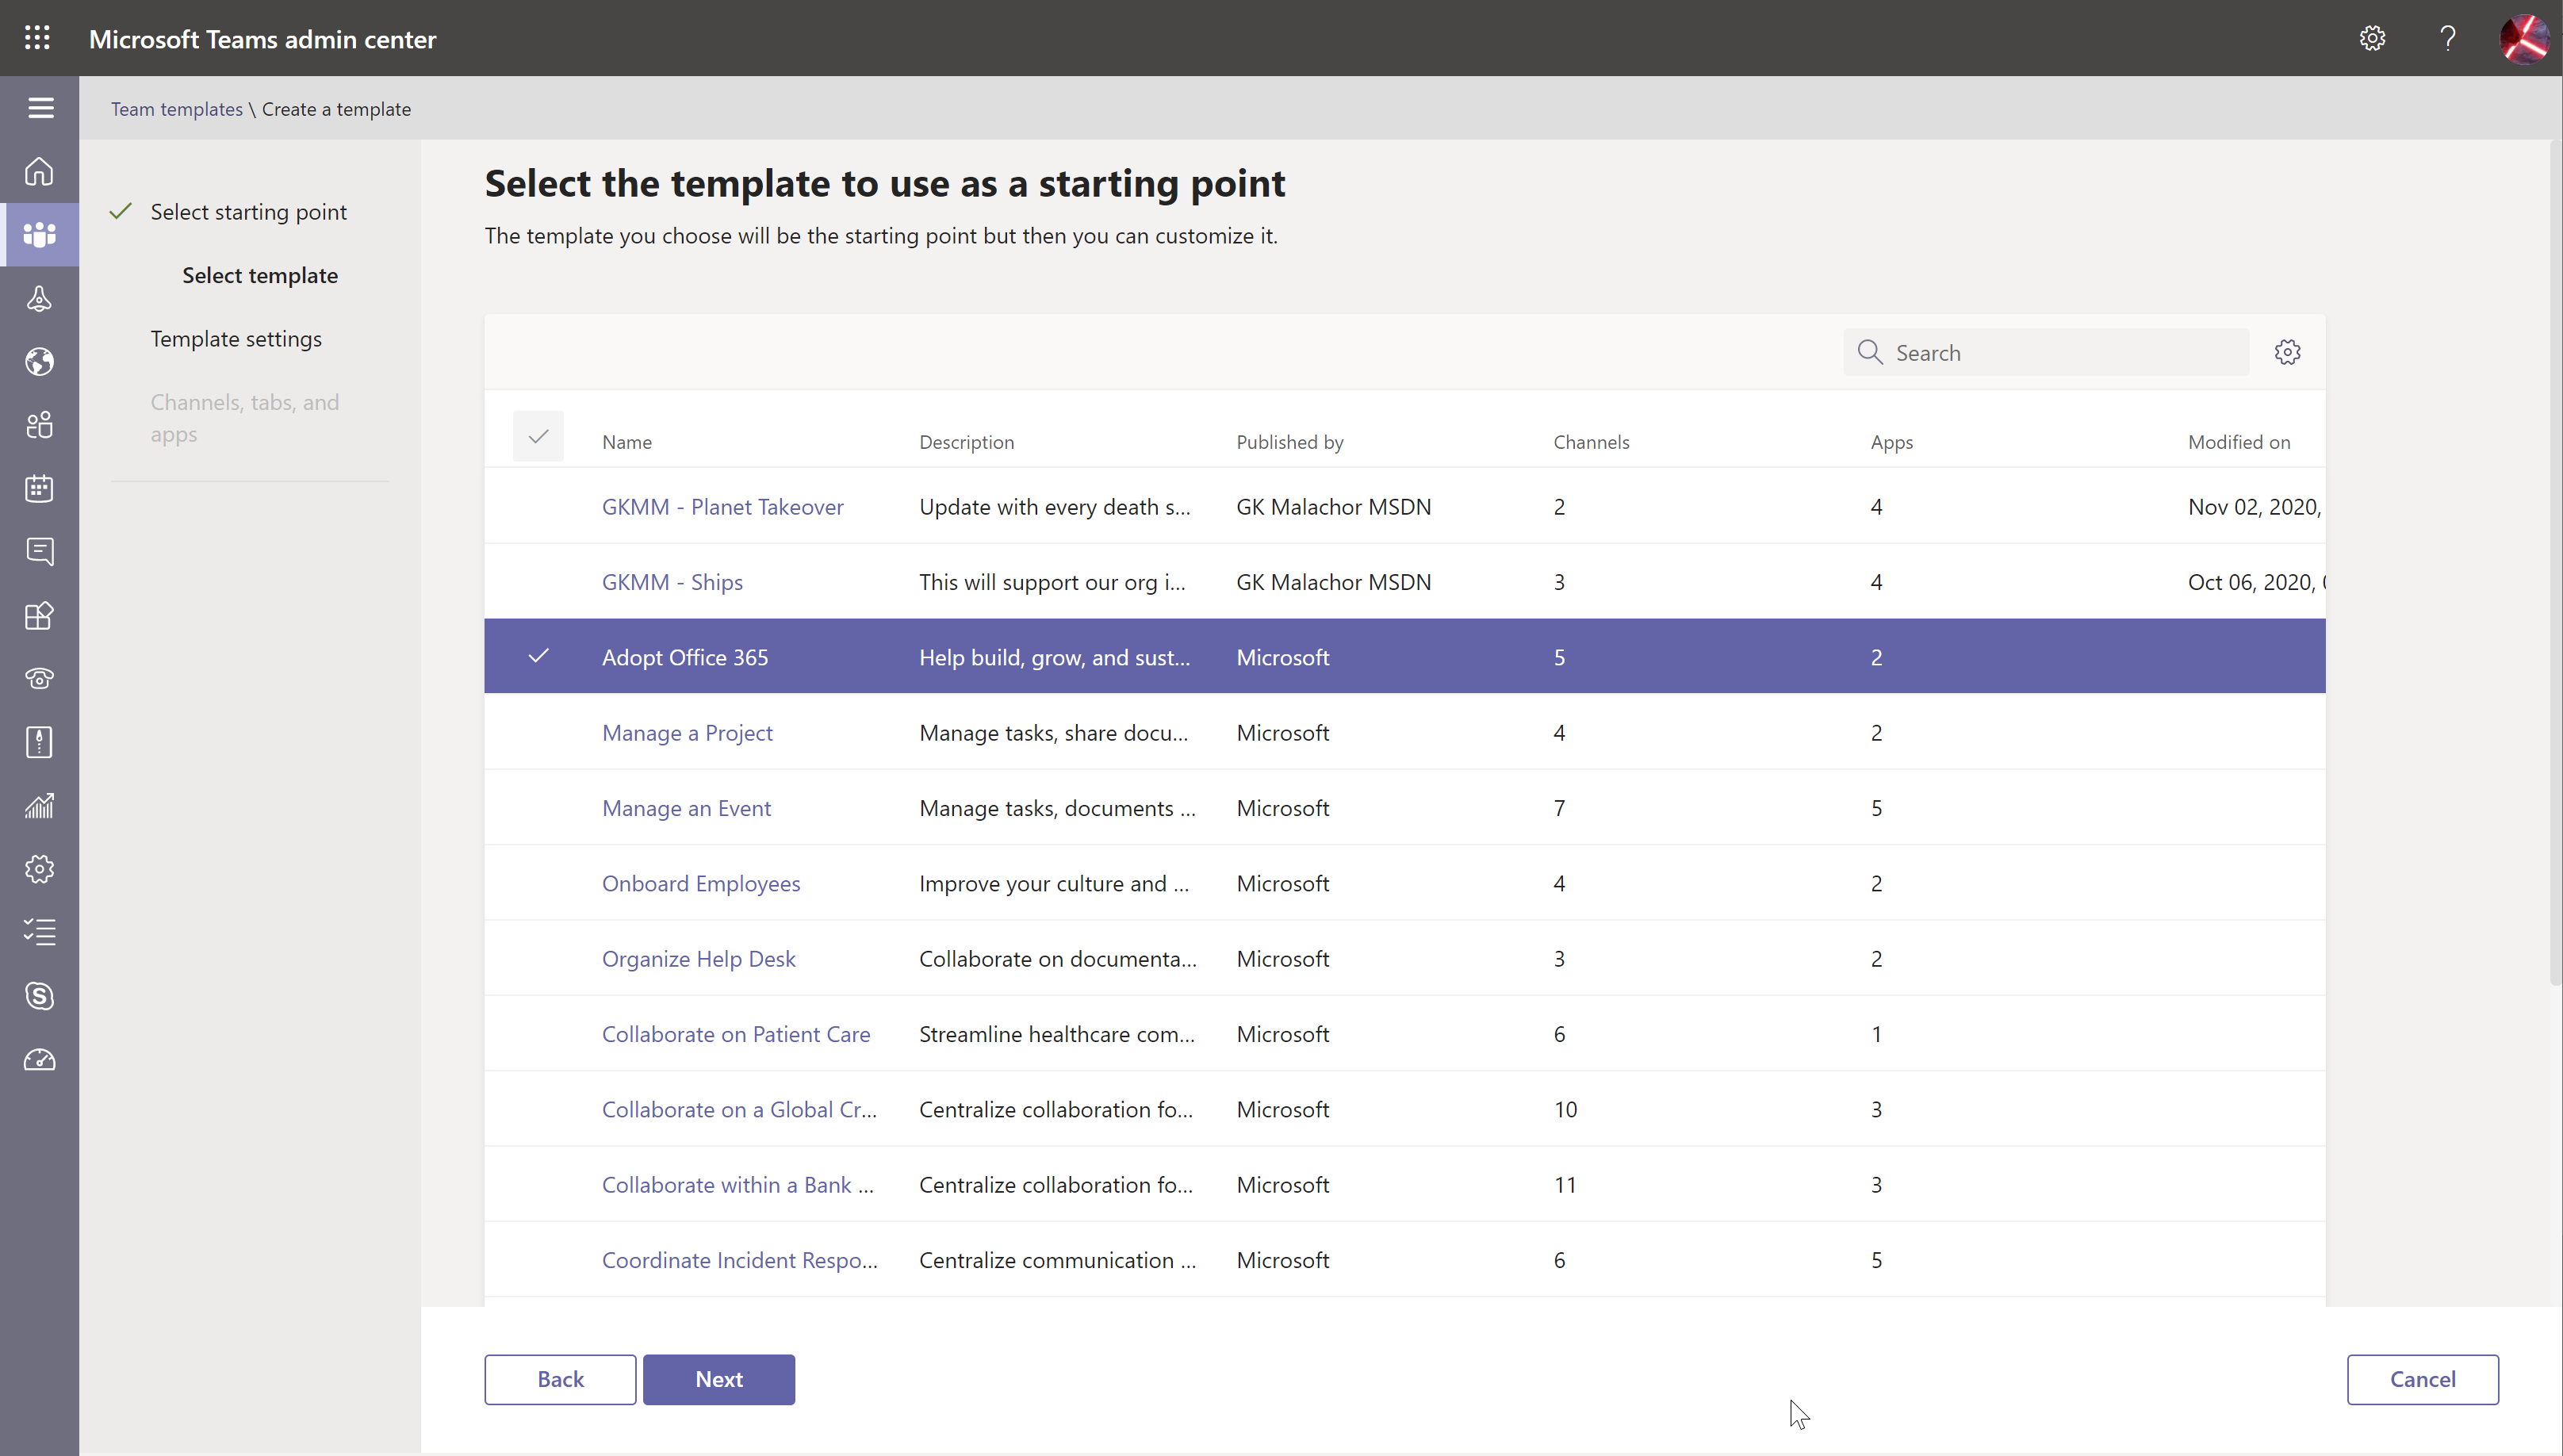 Microsoft Teams admin center
Team templates \ Create a template
Select starting point
Select template
Template settings
Channels, tabs, and
apps
Select the template to use as a starting point
The template you choose will be the starting point but then you can customize it.
Search
Name Description Published by Channels Apps Modified on
GKMM - Planet Takeover Update with every death s... GK Malachor MSDN 2 4 Nov 02, 2020,
GKMM - Ships This will support our org i... GK Malachor MSDN 3 4 Oct 06, 2020,
Adopt Office 365 Help build, grow, and sust... Microsoft 5 2
Manage a Project Manage tasks, share docu... Microsoft 4 2
Manage an Event Manage tasks, documents ... Microsoft 7 5
Onboard Employees Improve your culture and ... Microsoft 4 2
Organize Help Desk Collaborate on documenta... Microsoft 3 2
Collaborate on Patient Care Streamline healthcare com... Microsoft 6 1
Collaborate on a Global Cr... Centralize collaboration fo... Microsoft 10 3
Collaborate within a Bank ... Centralize collaboration fo... Microsoft 11 3
Coordinate Incident Respo... Centralize communication ... Microsoft 6 5
Back Next Cancel